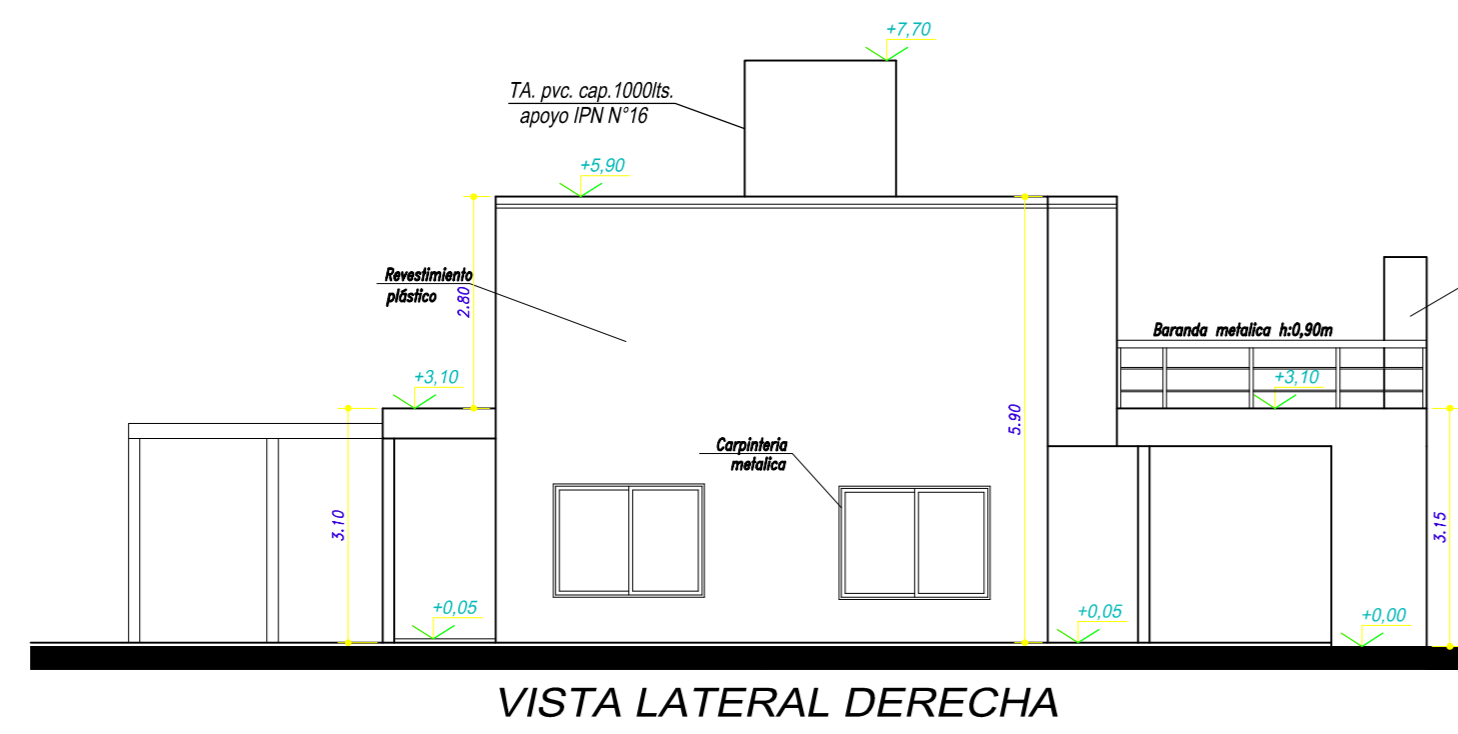 +7,70
TA. pvc. cap.1000lts.
apoyo IPN N°16
+5,90
Revestimiento
plástico
2.80
Baranda metalica h:0,90m
+3,10
+3,10
5.90
Carpinteria
metalica
3.10
3.15
+0,05
+0,05
+0,00
VISTA LATERAL DERECHA